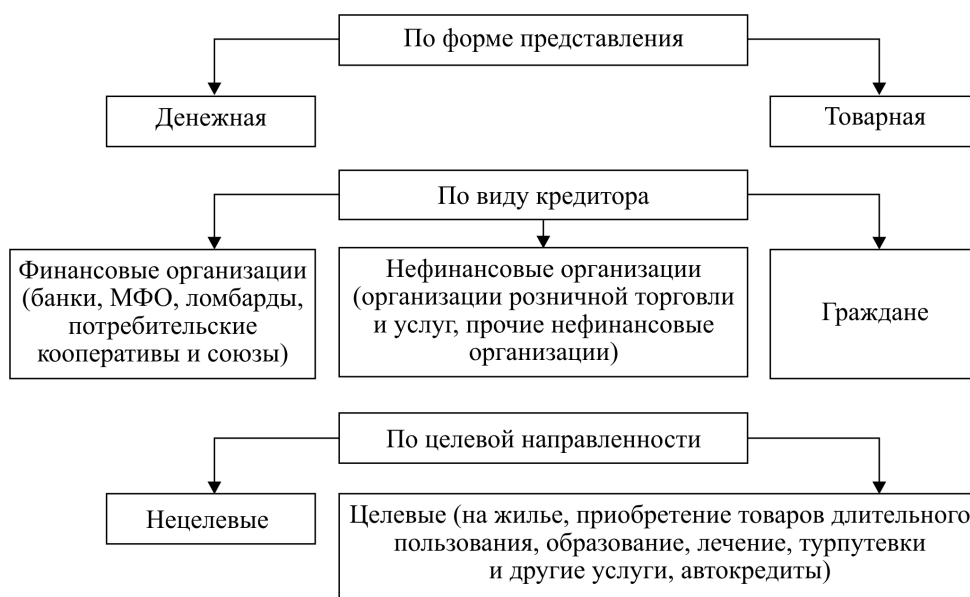 По форме представления
Денежная
Товарная
По виду кредитора
Финансовые организации
(банки, МФО, ломбарды,
потребительские
кооперативы и союзы)
Нефинансовые организации
(организации розничной торговли
и услуг, прочие нефинансовые
организации)
Граждане
По целевой направленности
Нецелевые
Целевые (на жилье, приобретение товаров длительного
пользования, образование, лечение, турпутевки
и другие услуги, автокредиты)